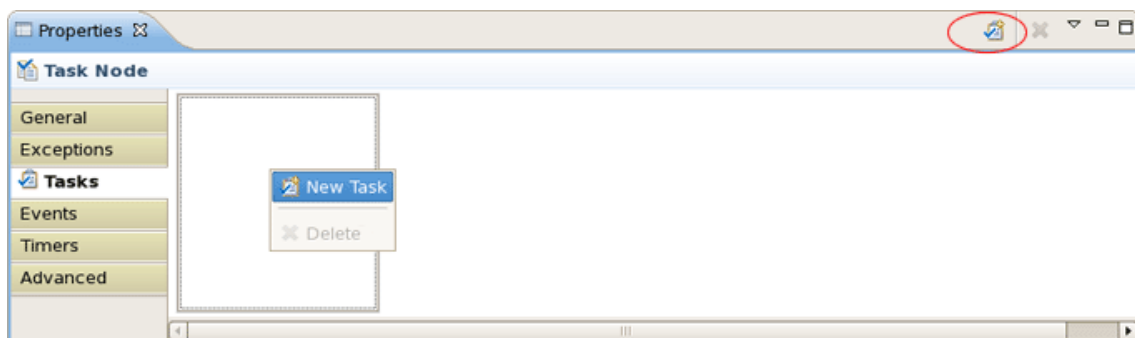 Properties
Task Node
General
Exceptions
Tasks
Events
Timers
Advanced
New Task
Delete